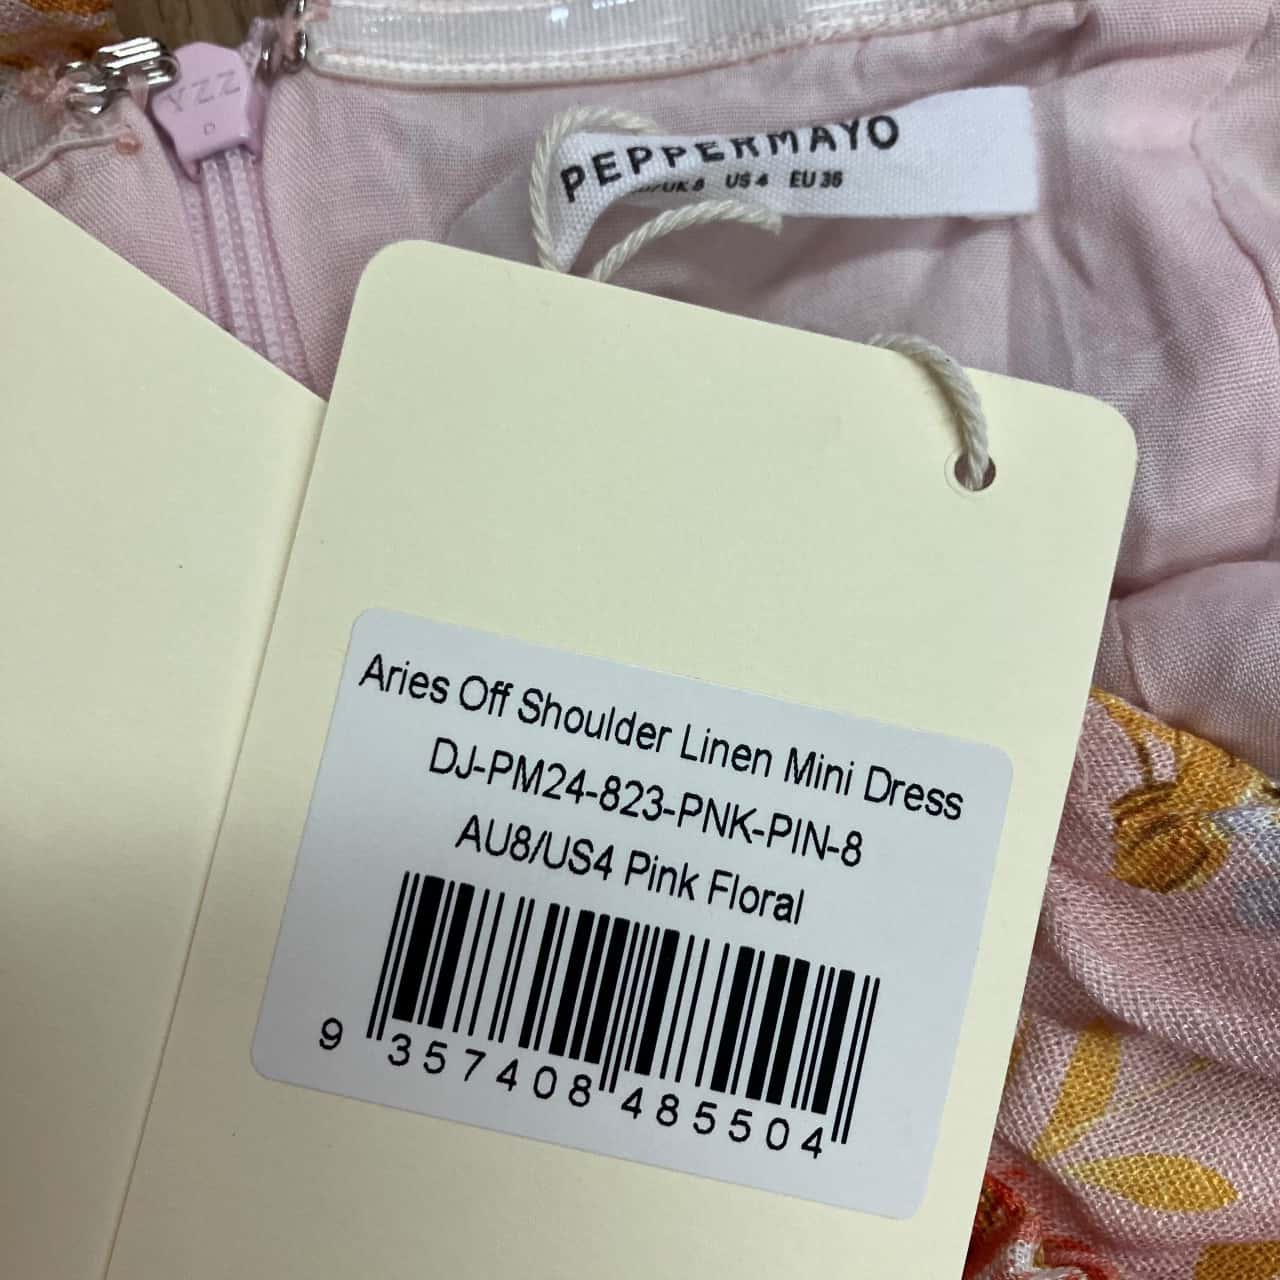 YZZ
D
PEPPERMAYO
AU/UK 8 US 4 EU 36
Aries Off Shoulder Linen Mini Dress
DJ-PM24-823-PNK-PIN-8
AU8/US4 Pink Floral
9 357408 485504